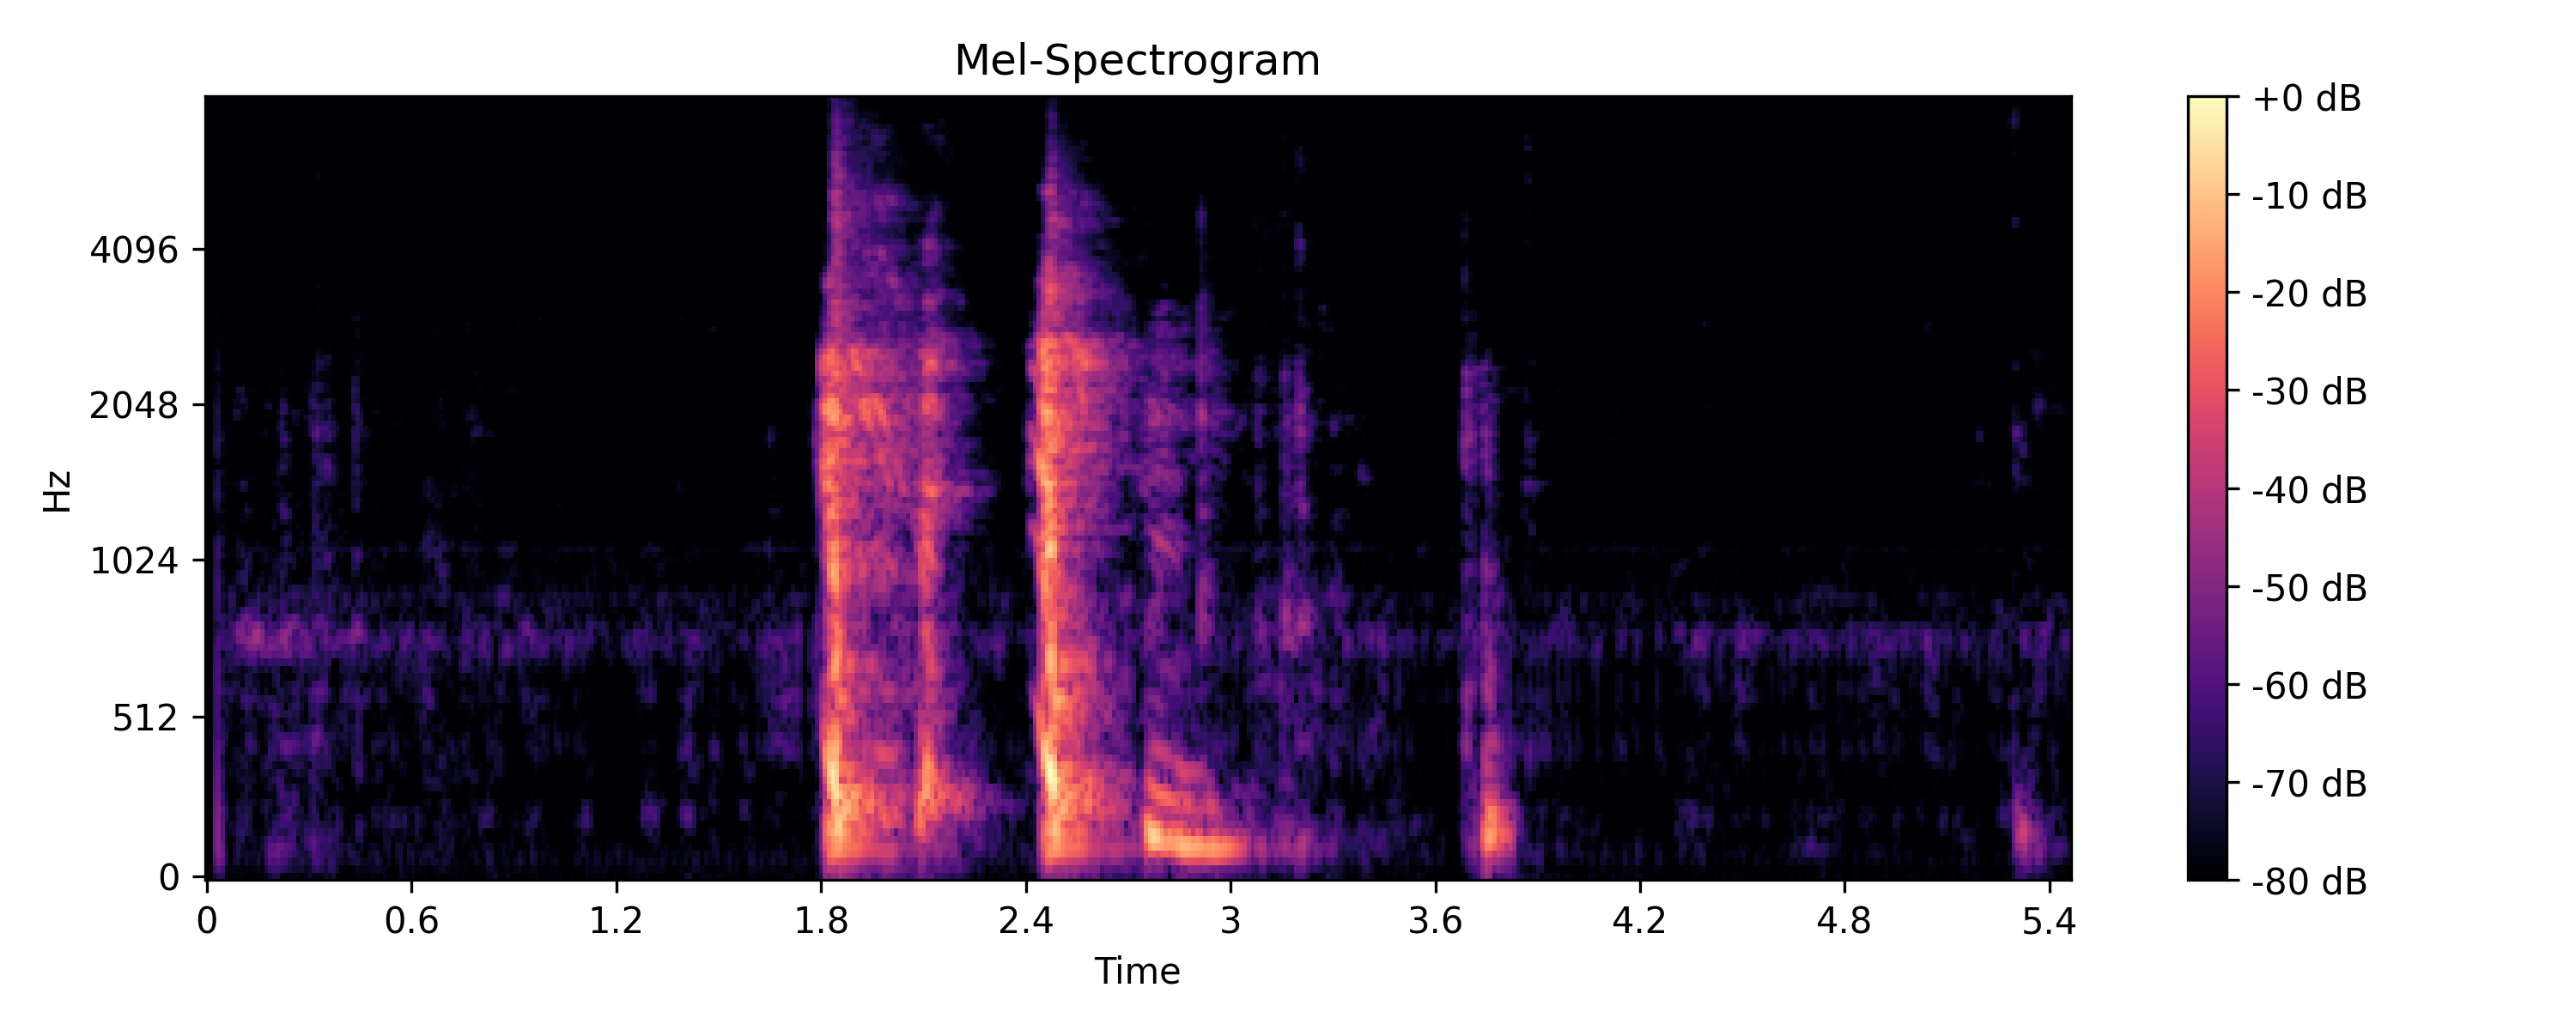 Mel-Spectrogram
+0 dB
-10 dB
-20 dB
-30 dB
-40 dB
-50 dB
-60 dB
-70 dB
-80 dB
4096
2048
1024
512
0
Hz
0 0.6 1.2 1.8 2.4 3 3.6 4.2 4.8 5.4
Time